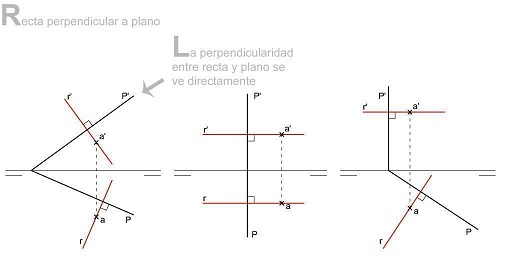 Recta perpendicular a plano
La perpendicularidad
entre recta y plano se
ve directamente
r' P' a'
a P r
P' r' a'
r a P
P' r' a'
a r P